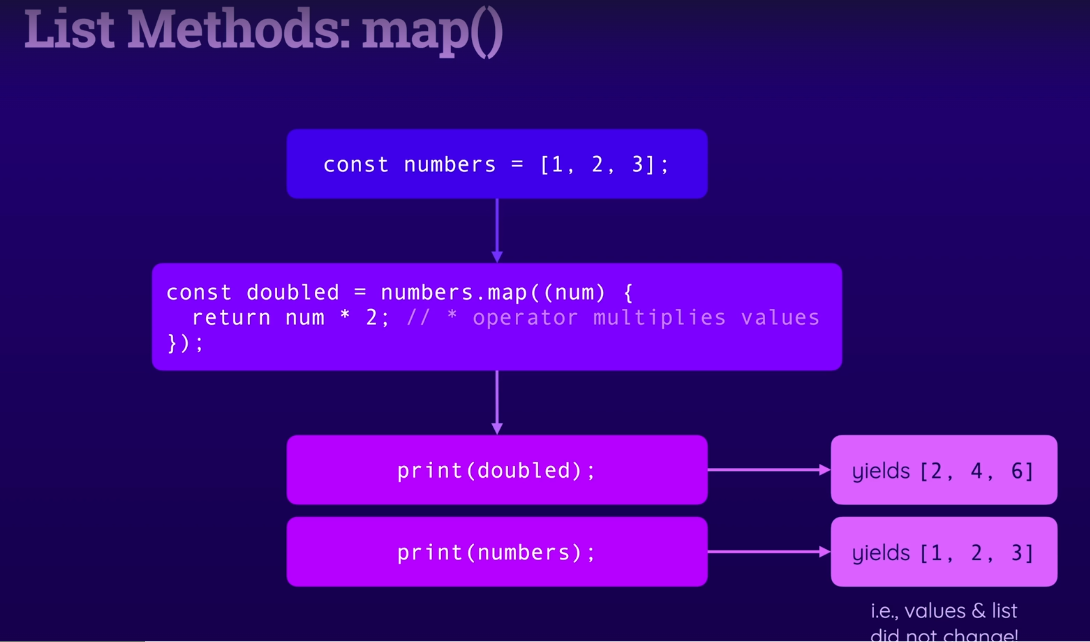 List Methods: map()
const numbers = [1, 2, 3];
const doubled = numbers.map((num) {
  return num * 2; // * operator multiplies values
});
print(doubled);
yields [2, 4, 6]
print(numbers);
yields [1, 2, 3]
i.e., values & list
did not change!